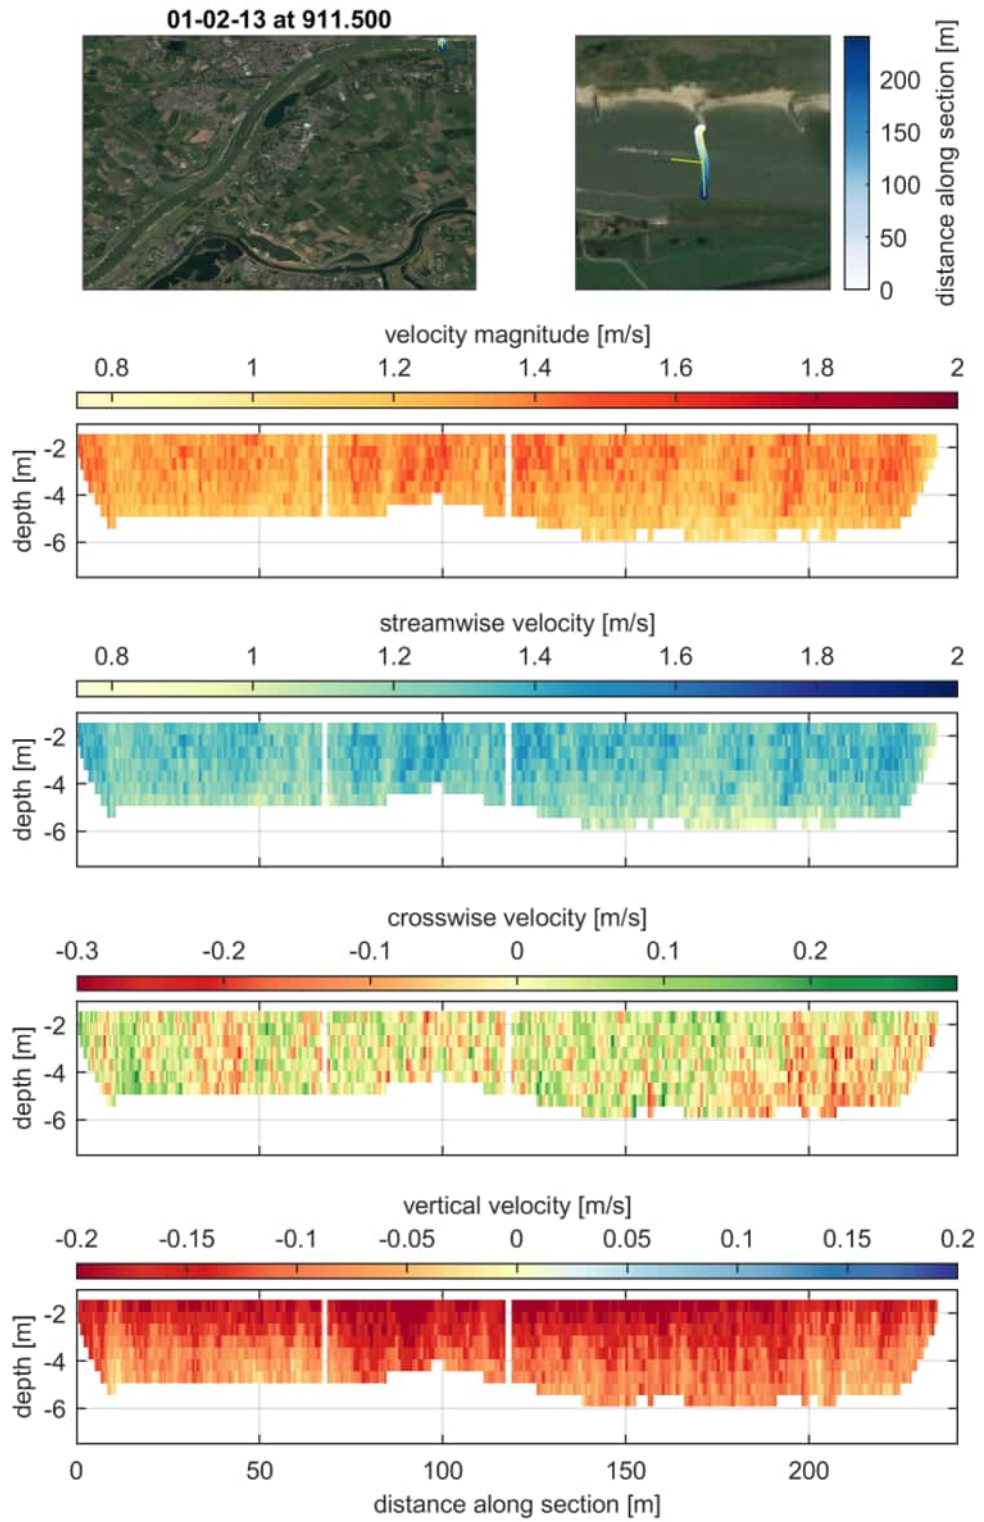 01-02-13 at 911.500
200
150
100
50
0
distance along section [m]
velocity magnitude [m/s]
0.8 1 1.2 1.4 1.6 1.8 2
-2
-4
-6
depth [m]
streamwise velocity [m/s]
0.8 1 1.2 1.4 1.6 1.8 2
-2
-4
-6
depth [m]
crosswise velocity [m/s]
-0.3 -0.2 -0.1 0 0.1 0.2
-2
-4
-6
depth [m]
vertical velocity [m/s]
-0.2 -0.15 -0.1 -0.05 0 0.05 0.1 0.15 0.2
-2
-4
-6
depth [m]
0 50 100 150 200
distance along section [m]